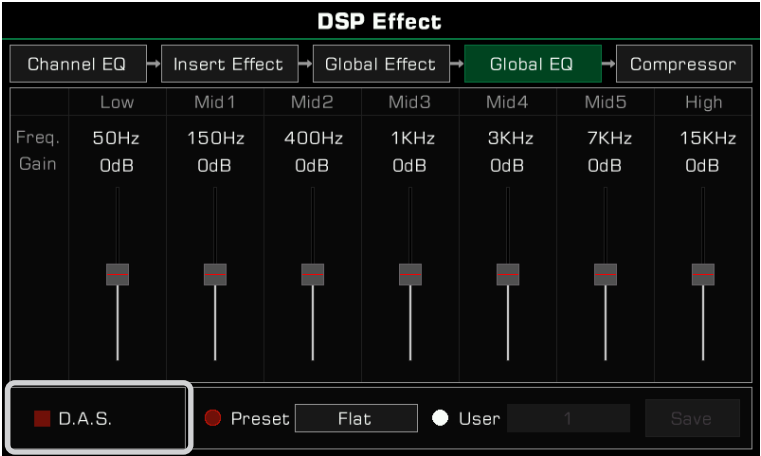 DSP Effect
Channel EQ Insert Effect Global Effect Global EQ Compressor
Low Mid1 Mid2 Mid3 Mid4 Mid5 High
Freq. 50Hz 150Hz 400Hz 1KHz 3KHz 7KHz 15KHz
Gain 0dB 0dB 0dB 0dB 0dB 0dB 0dB
D.A.S. Preset Flat User 1 Save